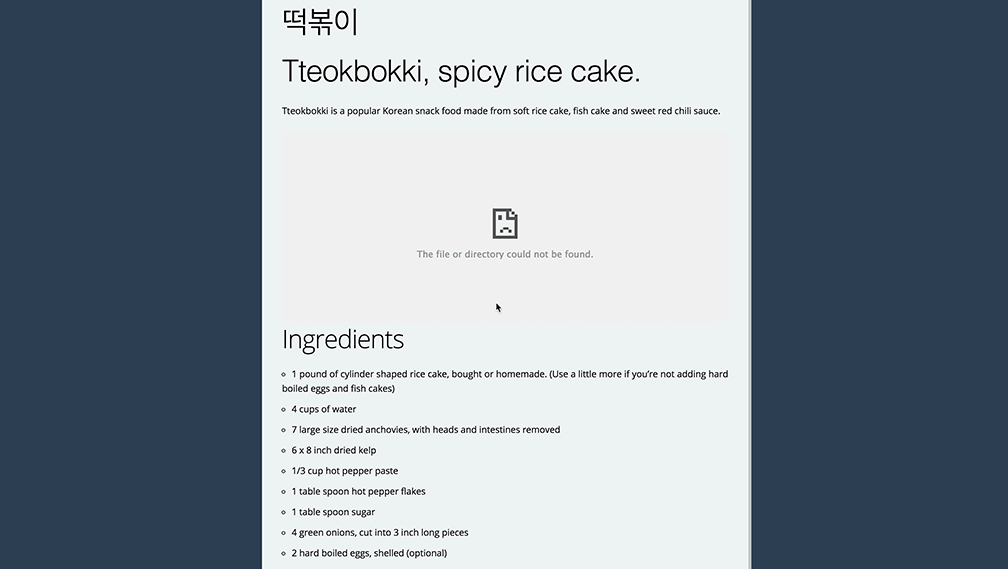 떡볶이
Tteokbokki, spicy rice cake.
Tteokbokki is a popular Korean snack food made from soft rice cake, fish cake and sweet red chili sauce.
The file or directory could not be found.
Ingredients
1 pound of cylinder shaped rice cake, bought or homemade. (Use a little more if you’re not adding hard
boiled eggs and fish cakes)
4 cups of water
7 large size dried anchovies, with heads and intestines removed
6 x 8 inch dried kelp
1/3 cup hot pepper paste
1 table spoon hot pepper flakes
1 table spoon sugar
4 green onions, cut into 3 inch long pieces
2 hard boiled eggs, shelled (optional)